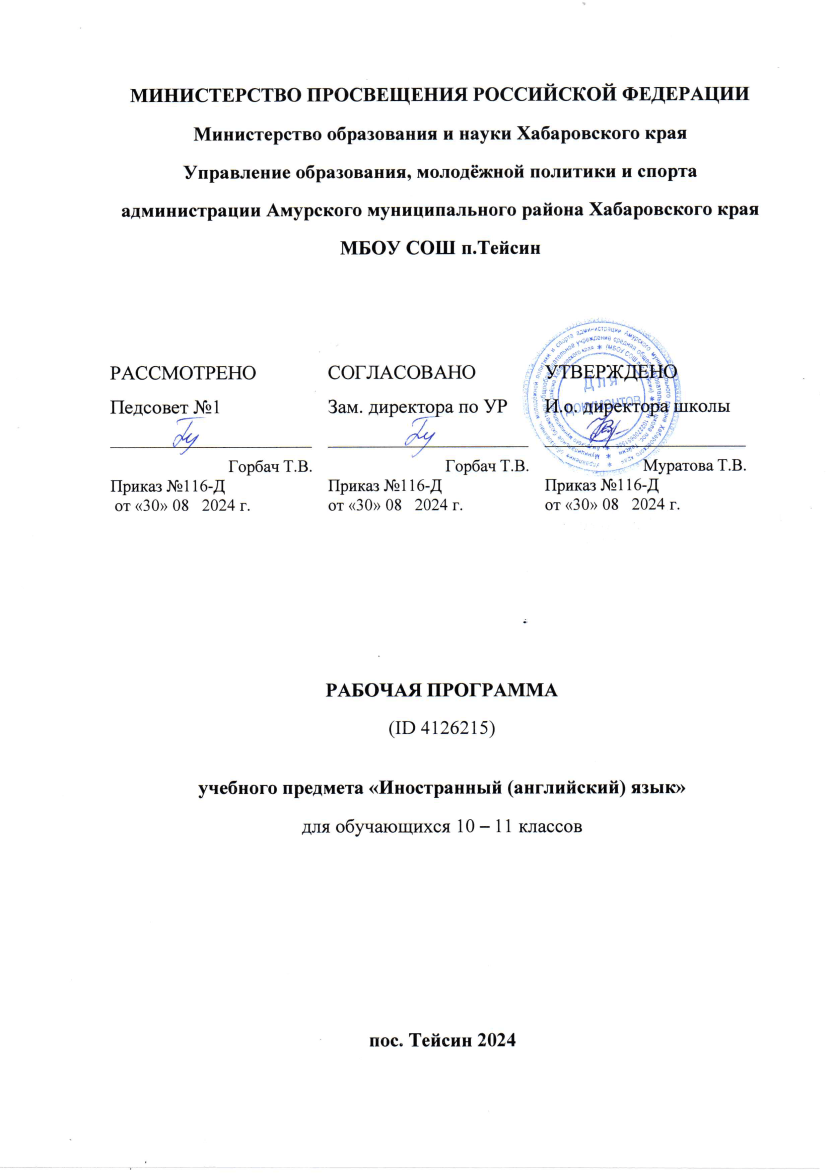 МИНИСТЕРСТВО ПРОСВЕЩЕНИЯ РОССИЙСКОЙ ФЕДЕРАЦИИ
Министерство образования и науки Хабаровского края
Управление образования, молодёжной политики и спорта
администрации Амурского муниципального района Хабаровского края
МБОУ СОШ п.Тейсин
РАССМОТРЕНО
Педсовет №1
Горбач Т.В.
Приказ №116-Д
от «30» 08 2024 г.
СОГЛАСОВАНО
Зам. директора по УР
Горбач Т.В.
Приказ №116-Д
от «30» 08 2024 г.
УТВЕРЖДЕНО
И.о. директора школы
Муратова Т.В.
Приказ №116-Д
от «30» 08 2024 г.
Для
документов
РАБОЧАЯ ПРОГРАММА
(ID 4126215)
учебного предмета «Иностранный (английский) язык»
для обучающихся 10 – 11 классов
пос. Тейсин 2024